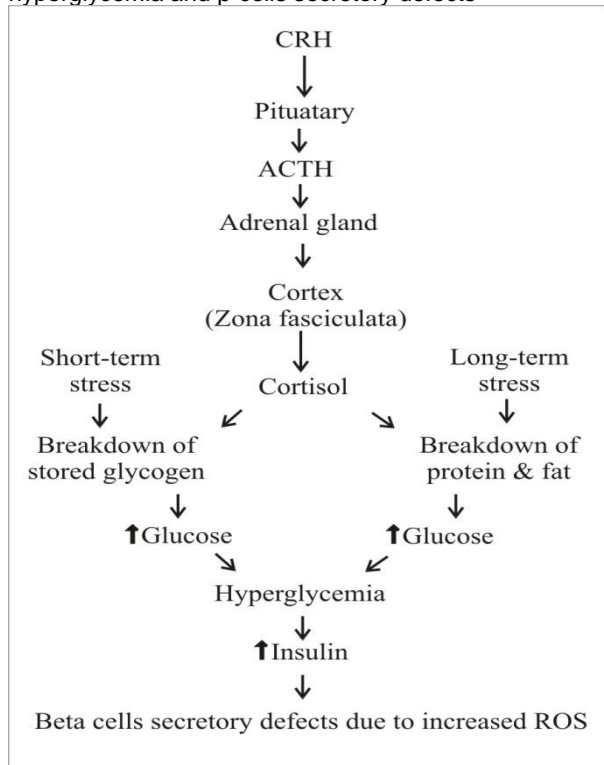 hyperglycemia and β-cells secretory defects
CRH
Pituatary
ACTH
Adrenal gland
Cortex
(Zona fasciculata)
Short-term
stress
Long-term
stress
Cortisol
Breakdown of
stored glycogen
Breakdown of
protein & fat
⬆Glucose
⬆Glucose
Hyperglycemia
⬆Insulin
Beta cells secretory defects due to increased ROS